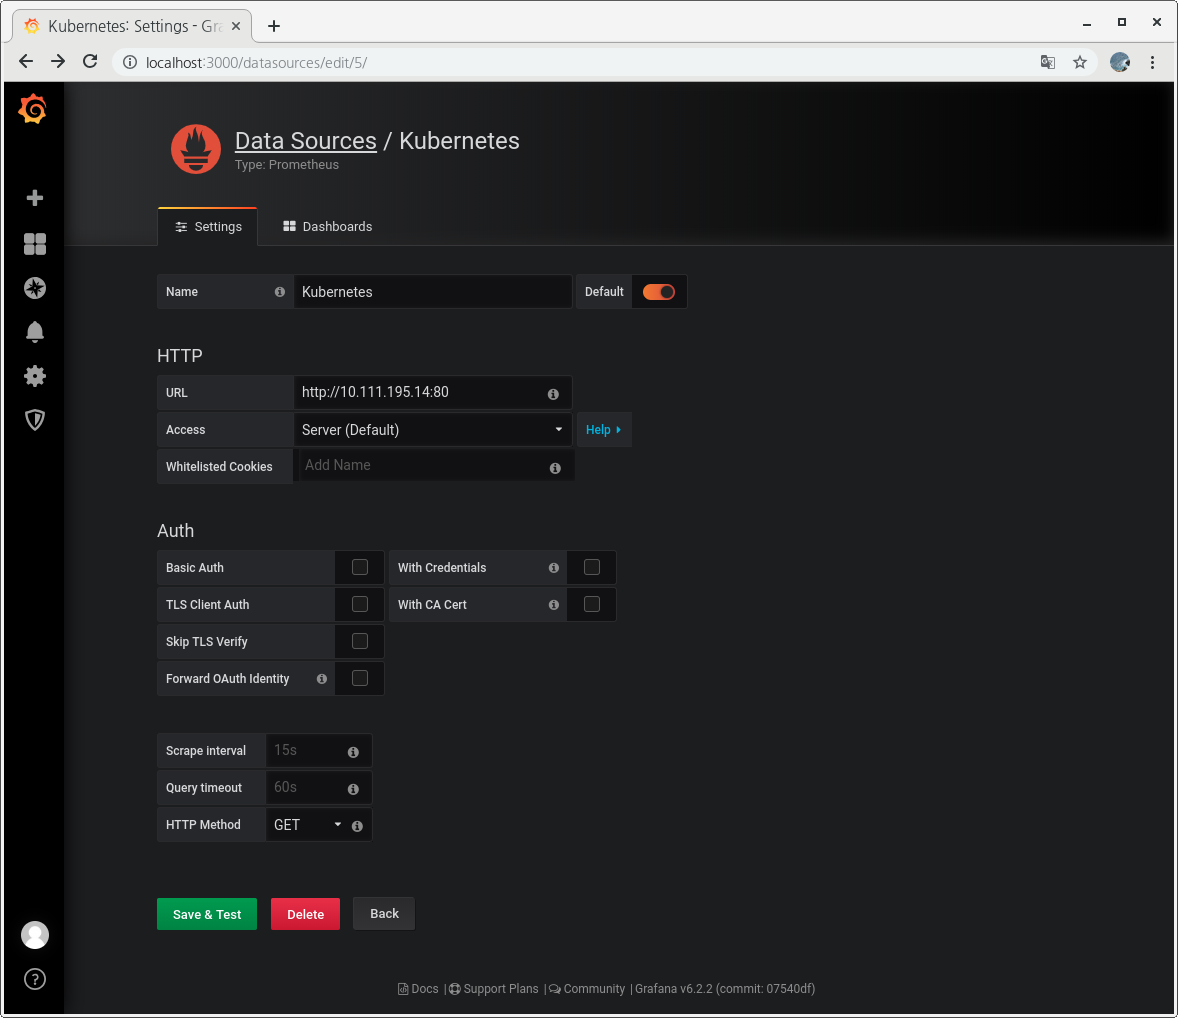 Kubernetes: Settings - Gra
localhost:3000/datasources/edit/5/
Data Sources / Kubernetes
Type: Prometheus
Settings
Dashboards
Name
Kubernetes
Default
HTTP
URL
http://10.111.195.14:80
Access
Server (Default)
Help
Whitelisted Cookies
Add Name
Auth
Basic Auth
With Credentials
TLS Client Auth
With CA Cert
Skip TLS Verify
Forward OAuth Identity
Scrape interval
15s
Query timeout
60s
HTTP Method
GET
Save & Test
Delete
Back
Docs | Support Plans | Community | Grafana v6.2.2 (commit: 07540df)